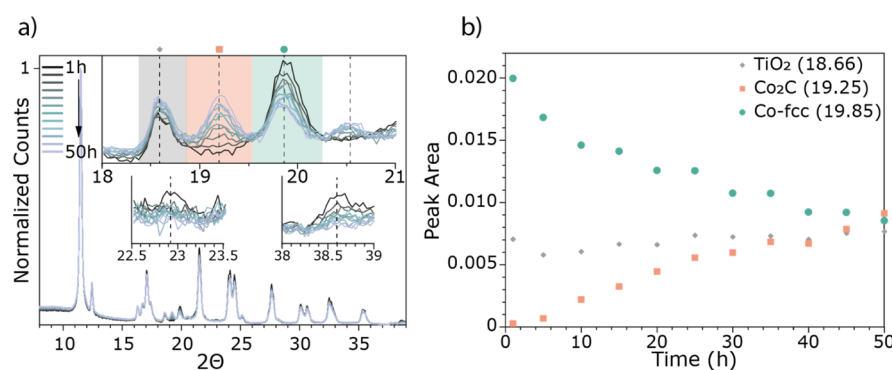 a)
1
1h
50h
Normalized Counts
18 19 20 21
22.5 23 23.5
38 38.6 39
10 15 20 25 30 35
2Θ
b)
TiO₂ (18.66)
Co₂C (19.25)
Co-fcc (19.85)
0.020
0.015
0.010
0.005
0
Peak Area
0 10 20 30 40 50
Time (h)